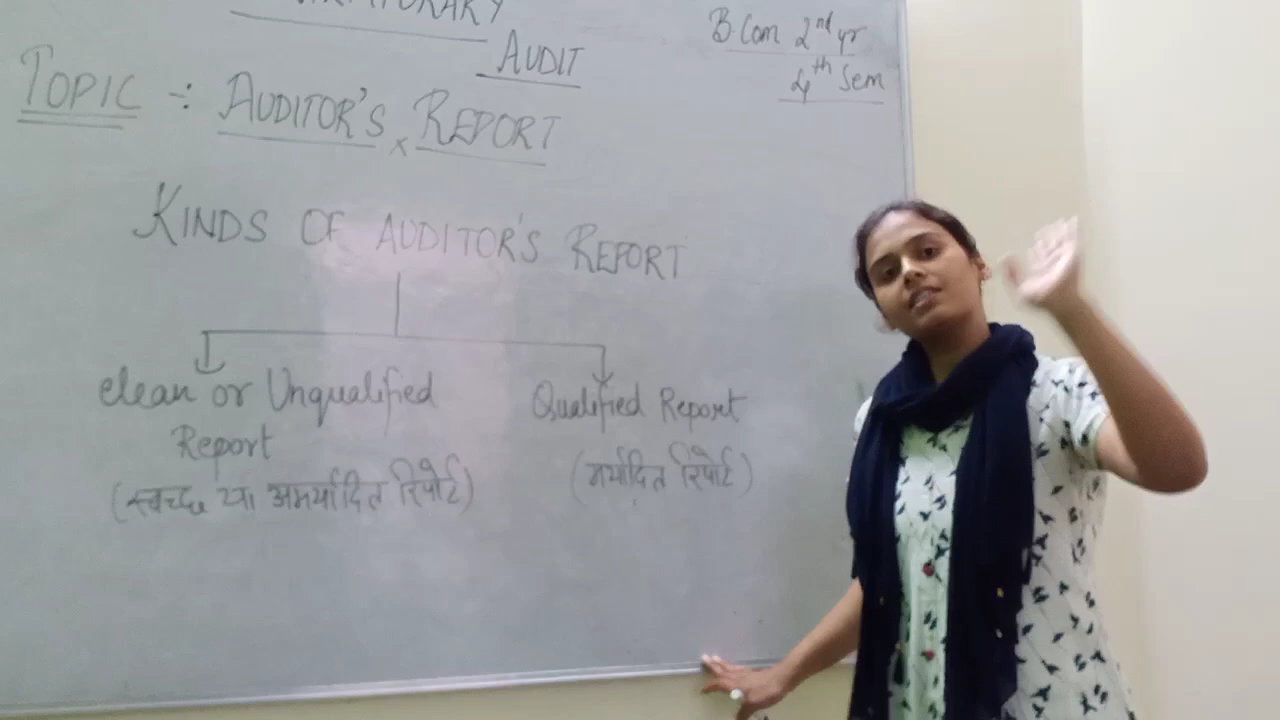 AUDIT
B.Com 2nd yr
4th Sem
TOPIC ÷ AUDITOR'S x REPORT
KINDS OF AUDITOR'S REPORT
clean or Unqualified
Report
(स्वच्छ या अमर्यादित रिपोर्ट)
Qualified Report
(मर्यादित रिपोर्ट)